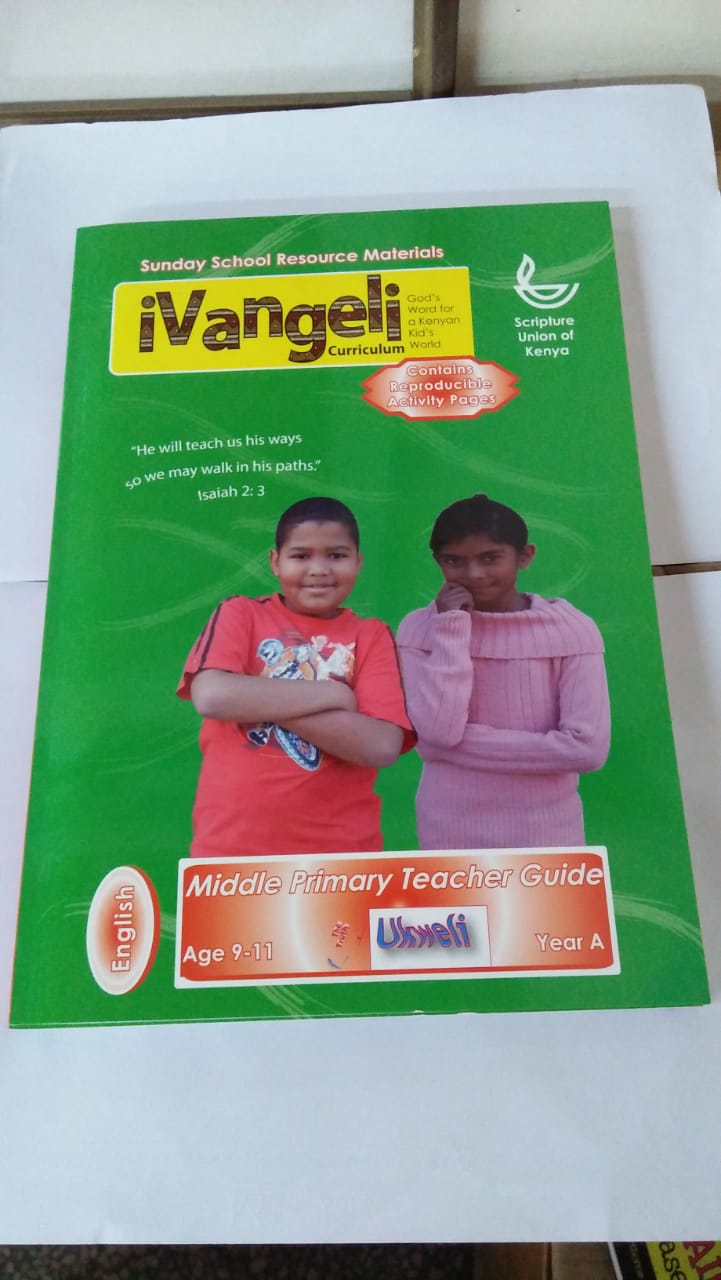 Sunday School Resource Materials
iVangeli
Curriculum
God's
Word for
a Kenyan
Kid's
World
Scripture
Union of
Kenya
Contains
Reproducible
Activity Pages
"He will teach us his ways
so we may walk in his paths."
Isaiah 2: 3
English
Middle Primary Teacher Guide
Age 9-11
The
Truth
Ukweli
Year A